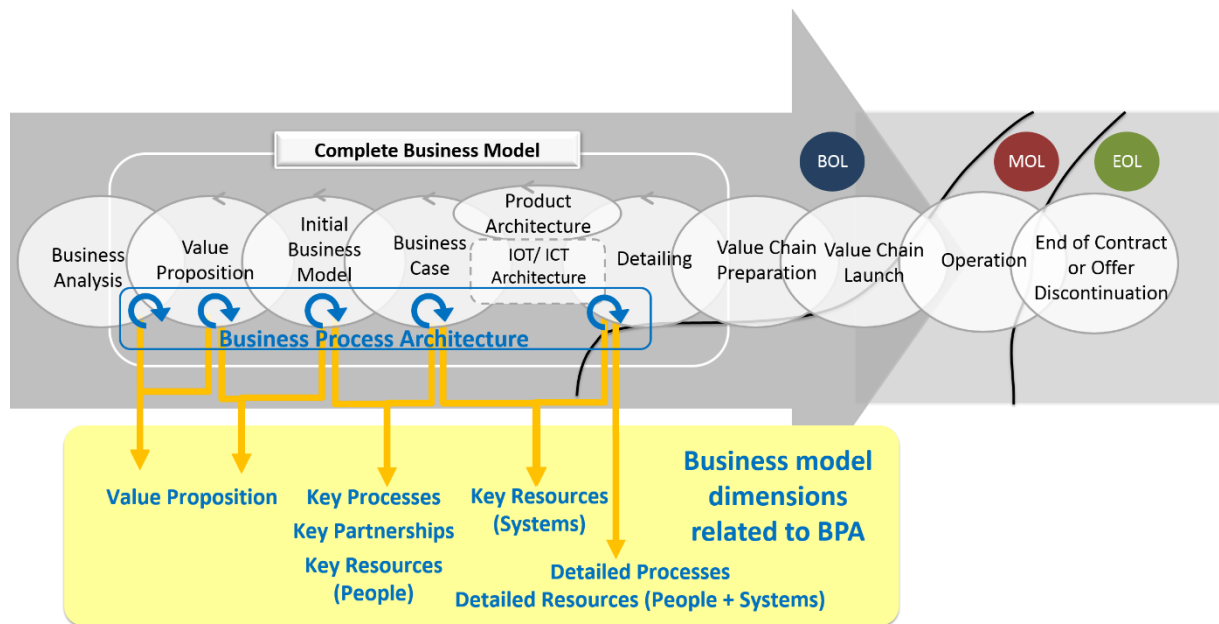 Complete Business Model
BOL
MOL
EOL
Business
Analysis
Value
Proposition
Initial
Business
Model
Business
Case
Product
Architecture
IOT/ ICT
Architecture
Detailing
Value Chain
Preparation
Value Chain
Launch
Operation
End of Contract
or Offer
Discontinuation
Business Process Architecture
Value Proposition
Key Processes
Key Partnerships
Key Resources
(People)
Key Resources
(Systems)
Detailed Processes
Detailed Resources (People + Systems)
Business model
dimensions
related to BPA